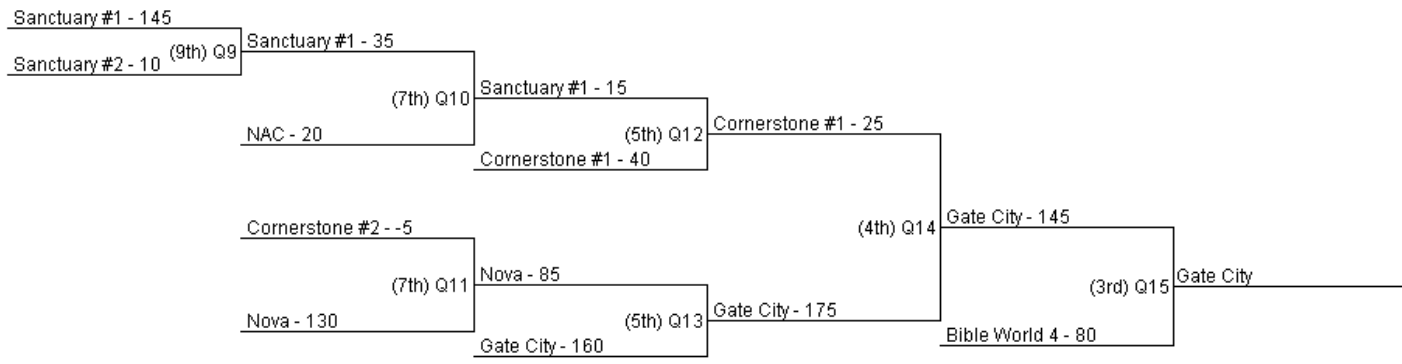 Sanctuary #1 - 145
Sanctuary #2 - 10
(9th) Q9
Sanctuary #1 - 35
NAC - 20
(7th) Q10
Sanctuary #1 - 15
Cornerstone #1 - 40
(5th) Q12
Cornerstone #1 - 25
Cornerstone #2 - -5
Nova - 130
(7th) Q11
Nova - 85
Gate City - 160
(5th) Q13
Gate City - 175
(4th) Q14
Gate City - 145
Bible World 4 - 80
(3rd) Q15
Gate City